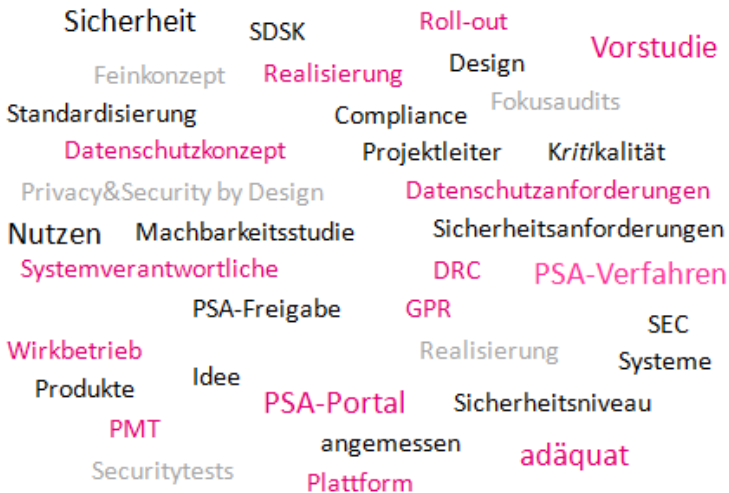 Sicherheit SDSK Roll-out Vorstudie
Feinkonzept Realisierung Design
Standardisierung Compliance Fokusaudits
Datenschutzkonzept Projektleiter Kritikalität
Privacy&Security by Design Datenschutzanforderungen
Nutzen Machbarkeitsstudie Sicherheitsanforderungen
Systemverantwortliche DRC PSA-Verfahren
PSA-Freigabe GPR SEC
Wirkbetrieb Realisierung Systeme
Produkte Idee PSA-Portal Sicherheitsniveau
PMT angemessen adäquat
Securitytests Plattform